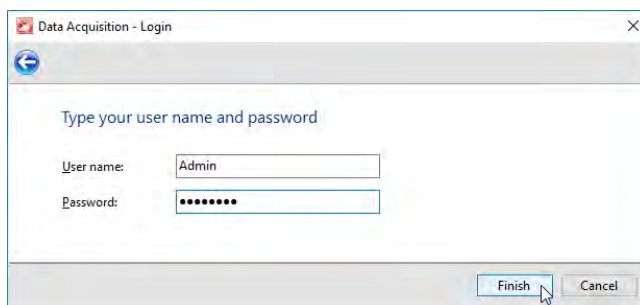 Data Acquisition - Login
Type your user name and password
User name: Admin
Password: ••••••••
Finish Cancel